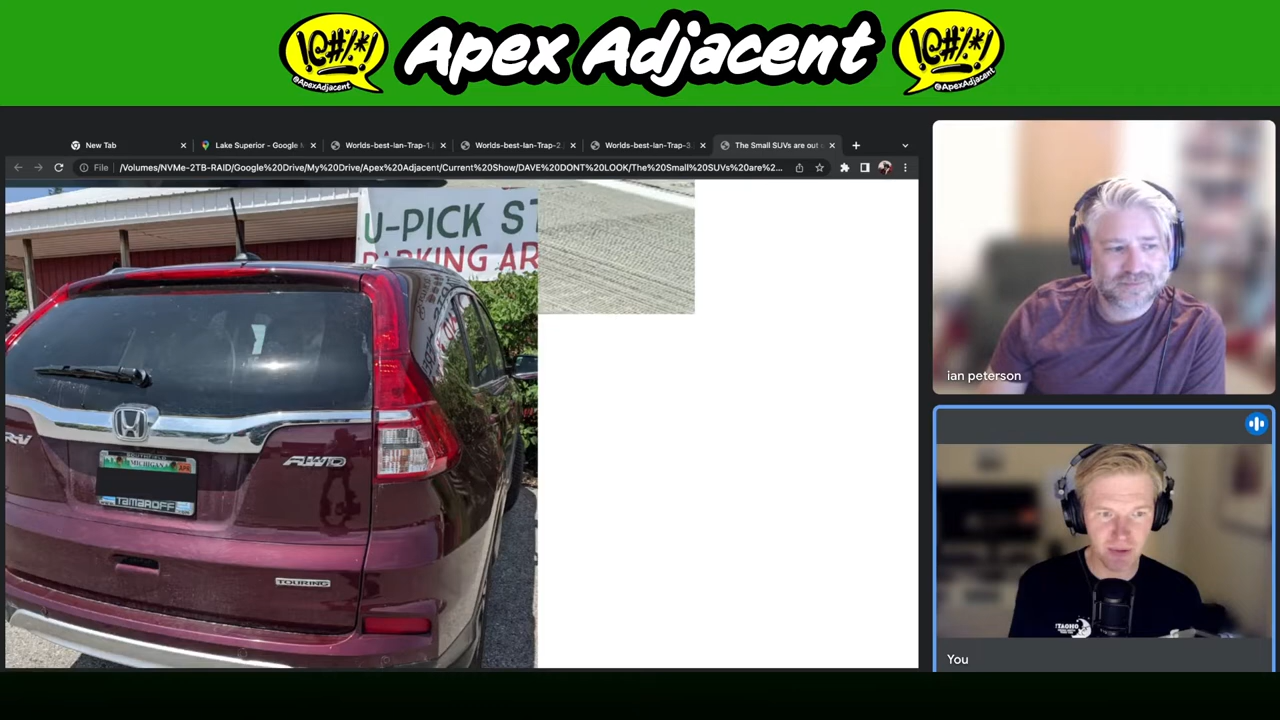 !@#!*!
@ApexAdjacent
Apex Adjacent
!@#!*!
@ApexAdjacent
New Tab
Lake Superior - Google M
Worlds-best-Ian-Trap-1.j
Worlds-best-Ian-Trap-2.j
Worlds-best-Ian-Trap-3.
The Small SUVs are out o
File
/Volumes/NVMe-2TB-RAID/Google%20Drive/My%20Drive/Apex%20Adjacent/Current%20Show/DAVE%20DONT%20LOOK/The%20Small%20SUVs%20are%2...
U-PICK ST
PARKING AR
R-V
AWD
MICHIGAN
TAMAROFF
TOURING
ian peterson
You